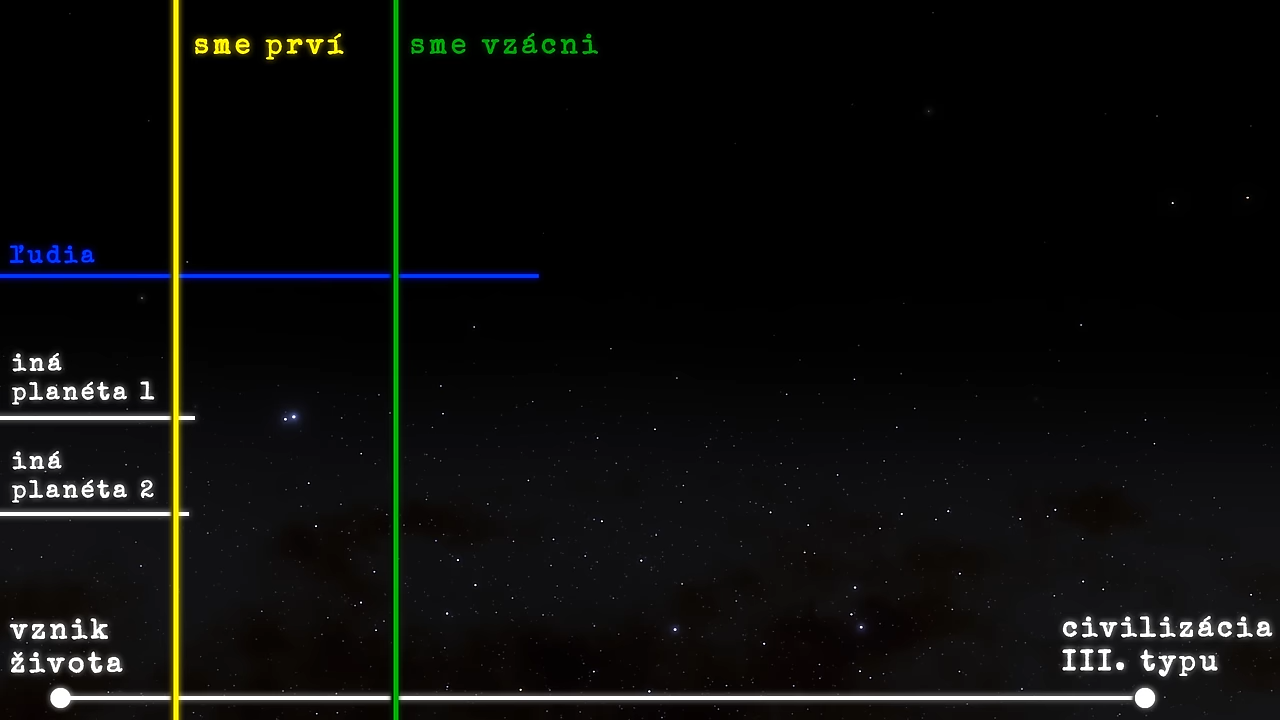 sme prví
sme vzácni
ľudia
iná
planéta 1
iná
planéta 2
vznik
života
civilizácia
III. typu